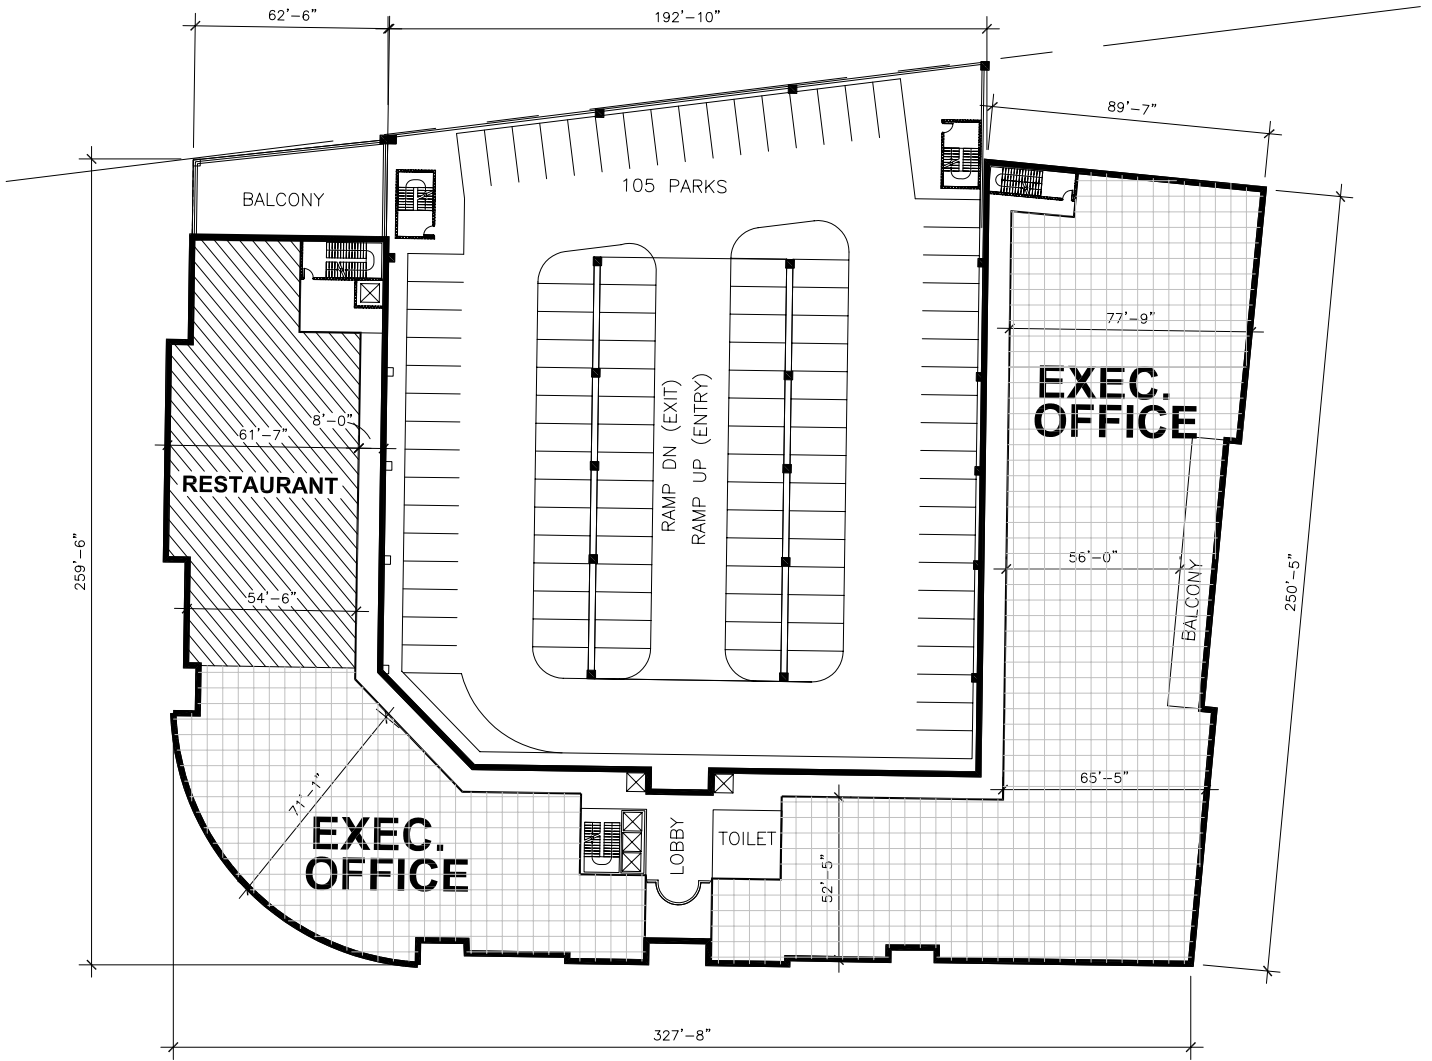 62'-6"
192'-10"
89'-7"
BALCONY
105 PARKS
77'-9"
EXEC.
OFFICE
8'-0"
61'-7"
RESTAURANT
RAMP DN (EXIT)
RAMP UP (ENTRY)
259'-6"
56'-0"
BALCONY
250'-5"
54'-6"
71'-1"
65'-5"
EXEC.
OFFICE
LOBBY
TOILET
52'-5"
327'-8"